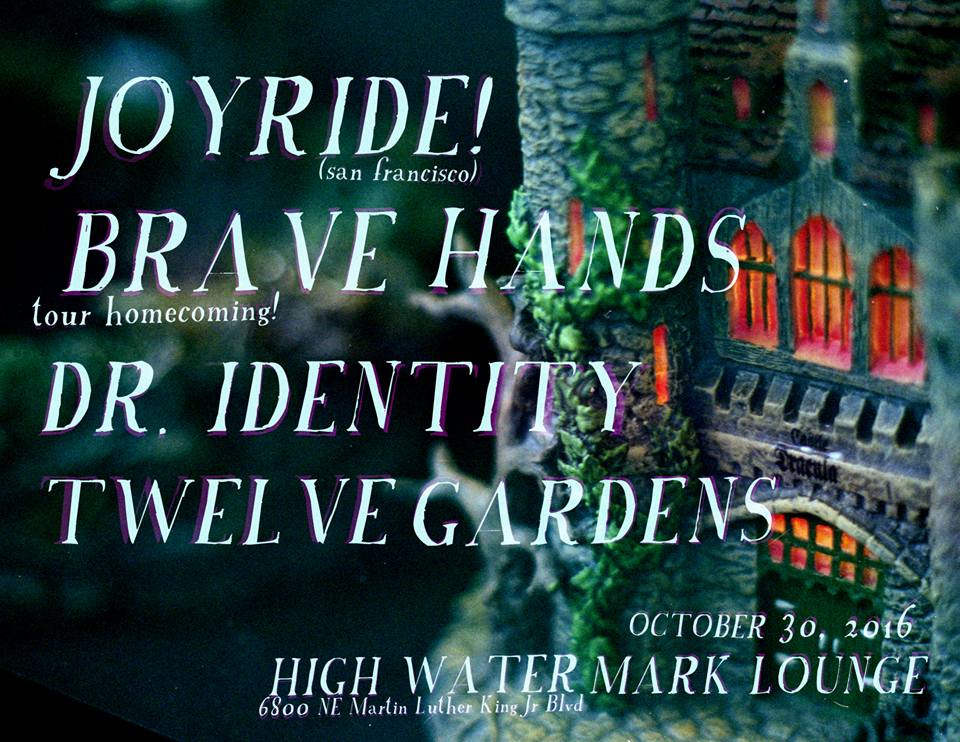 JOYRIDE!
(san francisco)
BRAVE HANDS
tour homecoming!
DR. IDENTITY
TWELVE GARDENS
Castle
Dracula
OCTOBER 30, 2016
HIGH WATER MARK LOUNGE
6800 NE Martin Luther King Jr Blvd